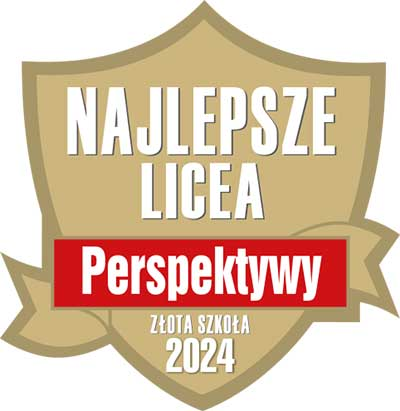 NAJLEPSZE
LICEA
Perspektywy
ZŁOTA SZKOŁA
2024